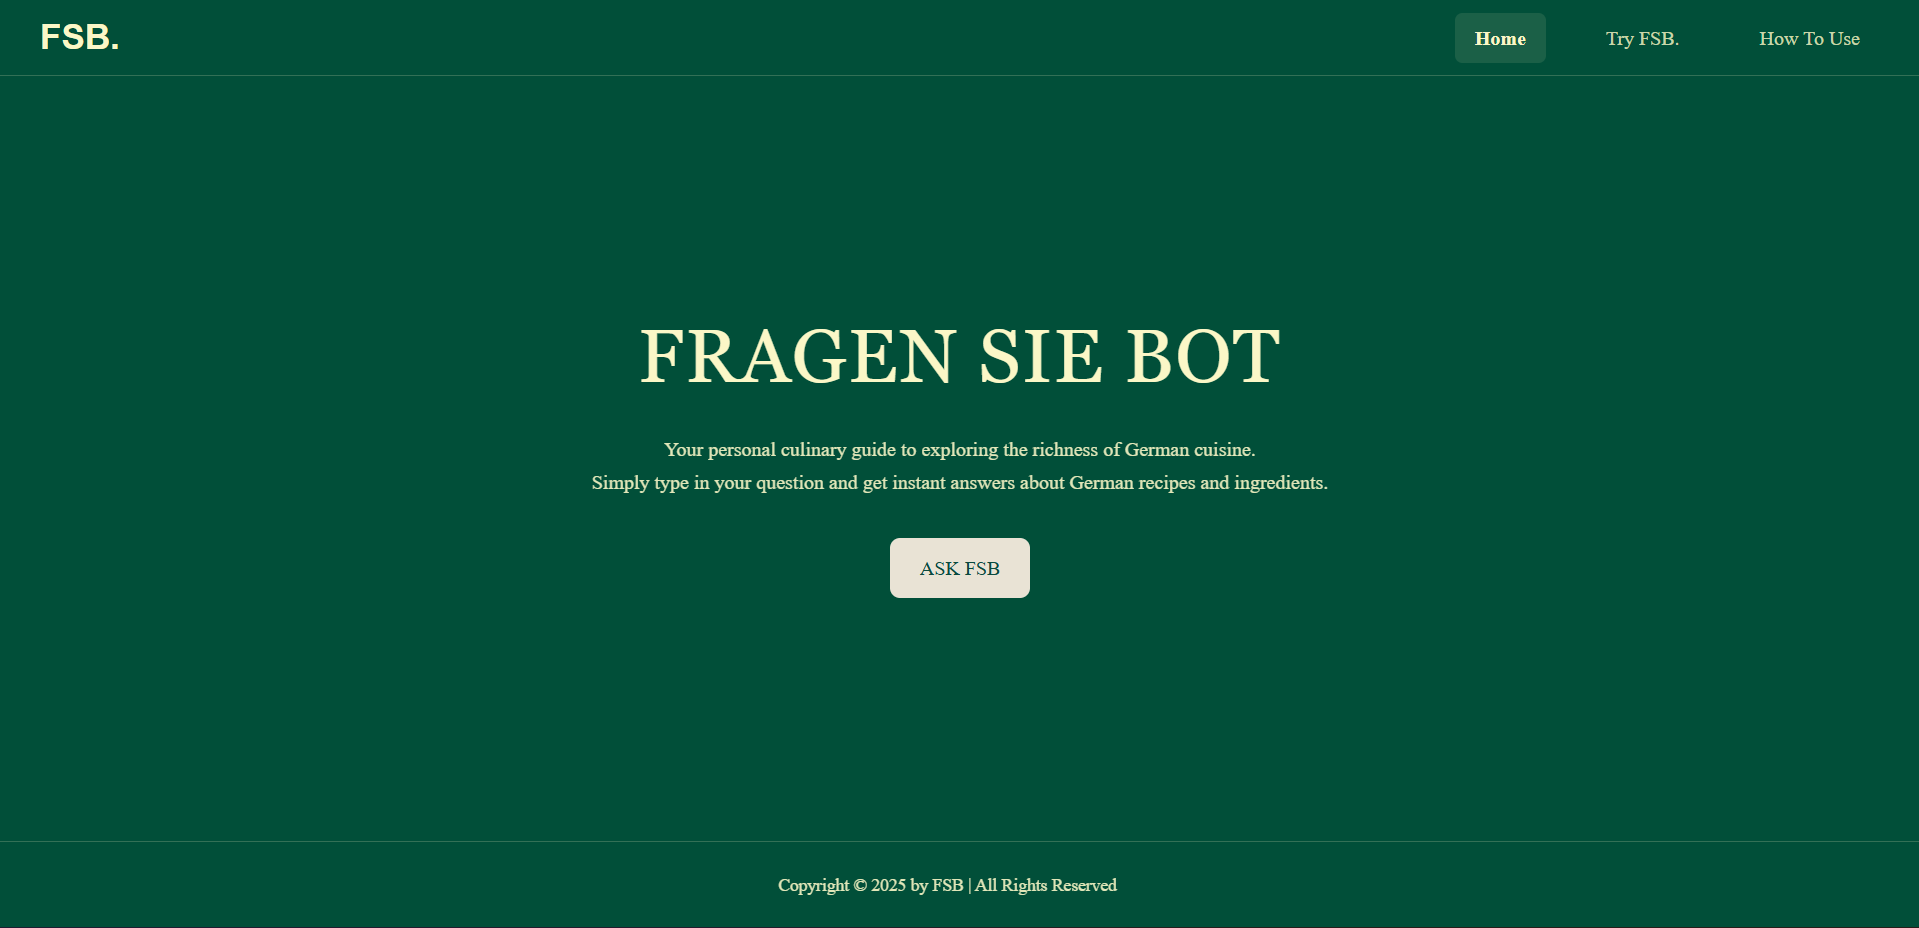 FSB.
Home
Try FSB.
How To Use
FRAGEN SIE BOT
Your personal culinary guide to exploring the richness of German cuisine.
Simply type in your question and get instant answers about German recipes and ingredients.
ASK FSB
Copyright © 2025 by FSB | All Rights Reserved